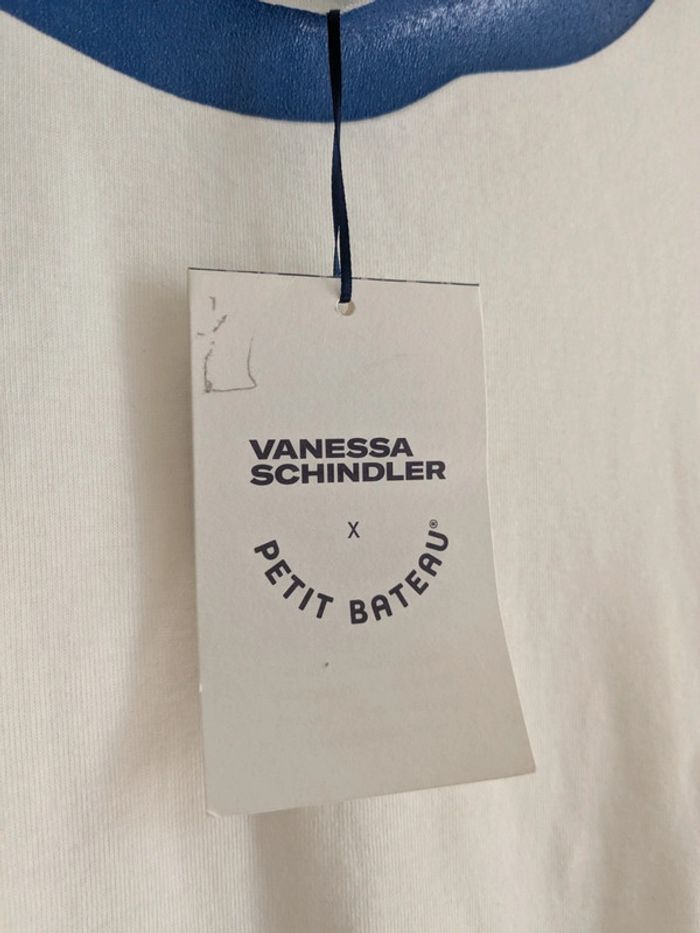 VANESSA
SCHINDLER
X
PETIT BATEAU®